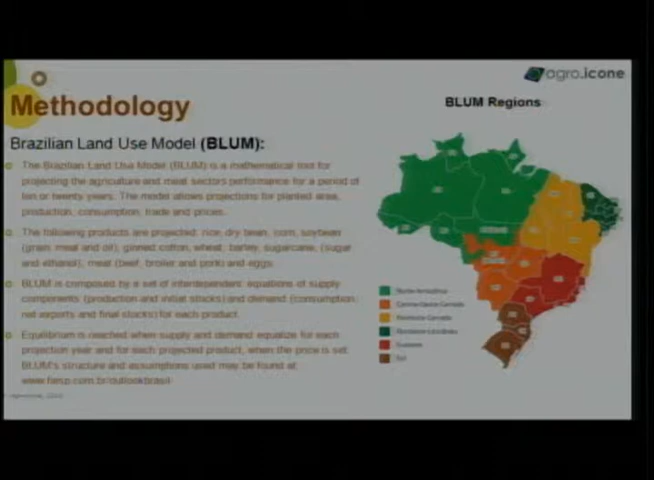 agro.icone
Methodology
BLUM Regions
Brazilian Land Use Model (BLUM):
The Brazilian Land Use Model (BLUM) is a mathematical tool for
projecting the agriculture and meat sectors performance for a period of
ten or twenty years. The model allows projections for planted area,
production, consumption, trade and prices.
The following products are projected: rice, dry bean, corn, soybean
(grain, meal and oil), ginned cotton, wheat, barley, sugarcane, (sugar
and ethanol), meat (beef, broiler and pork) and eggs.
BLUM is composed by a set of interdependent equations of supply
components (production and initial stocks) and demand (consumption,
net exports and final stocks) for each product.
Equilibrium is reached when supply and demand equalize for each
projection year and for each projected product, when the price is set.
BLUM's structure and assumptions used may be found at
www.fiesp.com.br/outlookbrasil
Sudeste
Sul